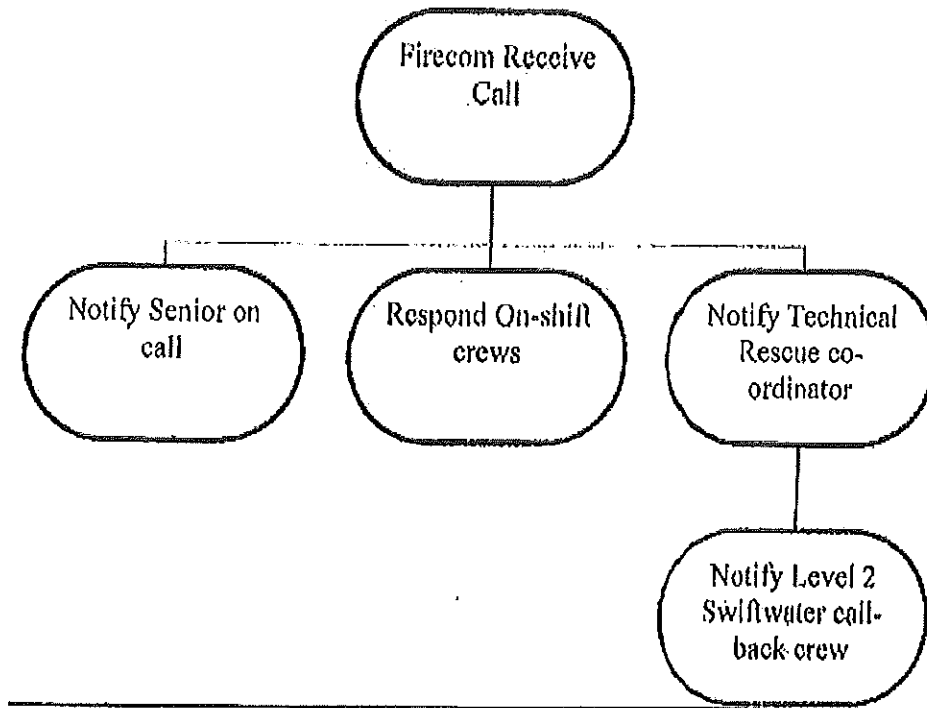 Firecom Receive
Call
Notify Senior on
call
Respond On-shift
crews
Notify Technical
Rescue co-
ordinator
Notify Level 2
Swiftwater call-
back crew